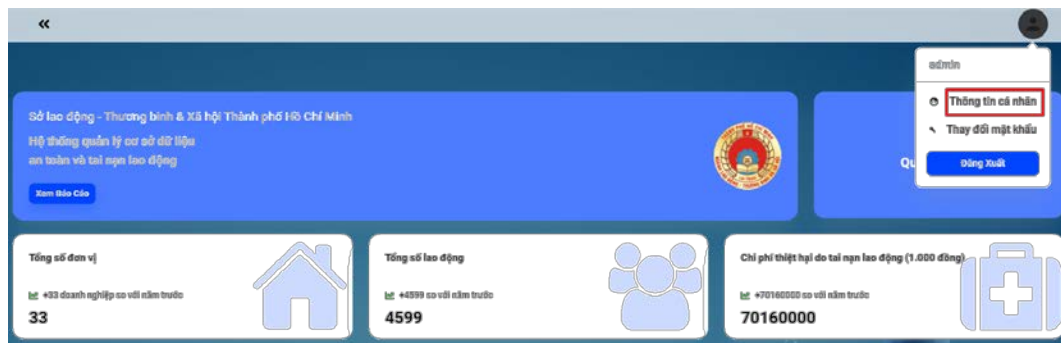 «
admin
Thông tin cá nhân
Thay đổi mật khẩu
Đăng Xuất
Sở lao động - Thương binh & Xã hội Thành phố Hồ Chí Minh
Hệ thống quản lý cơ sở dữ liệu
an toàn và tai nạn lao động
Xem Báo Cáo
Qu
Tổng số đơn vị
+33 doanh nghiệp so với năm trước
33
Tổng số lao động
+4599 so với năm trước
4599
Chi phí thiệt hại do tai nạn lao động (1.000 đồng)
+70160000 so với năm trước
70160000